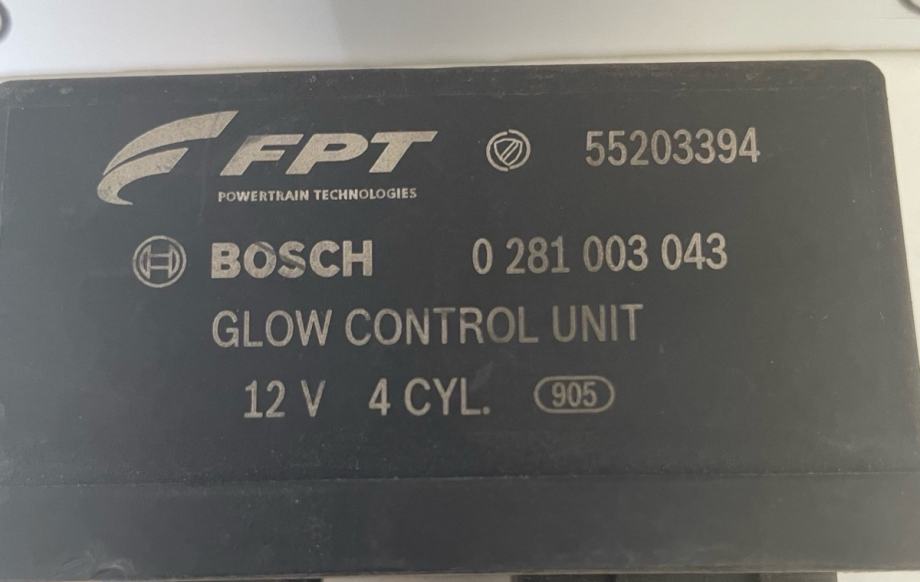 FPT 55203394
POWERTRAIN TECHNOLOGIES
BOSCH 0 281 003 043
GLOW CONTROL UNIT
12 V 4 CYL. 905